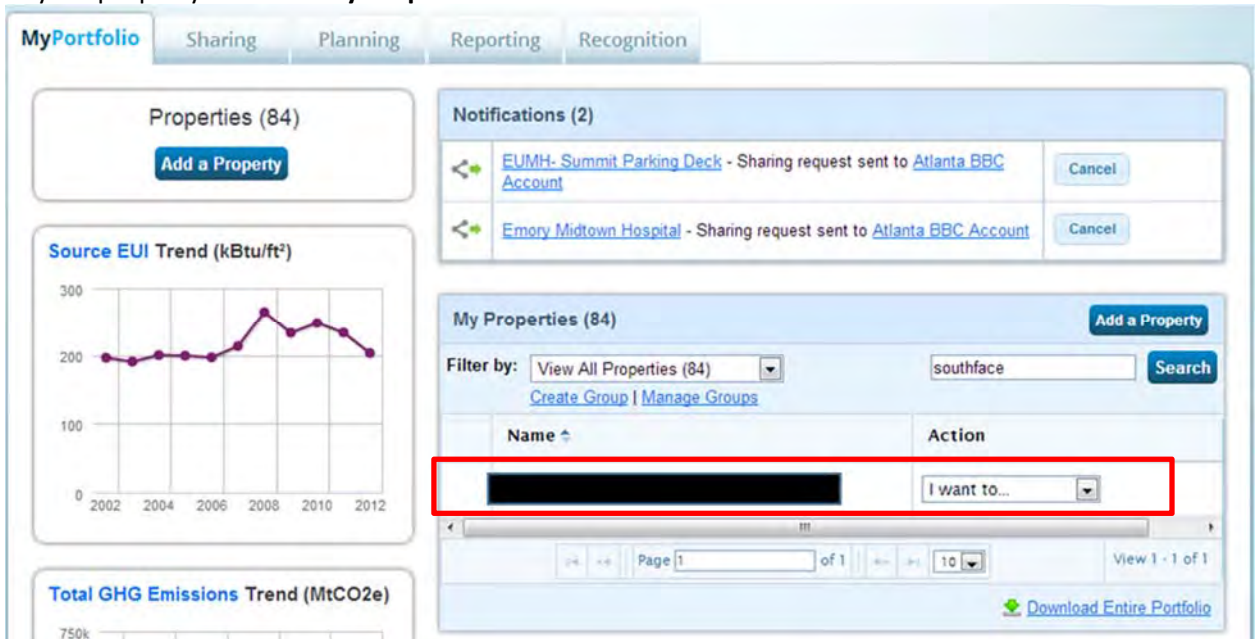 MyPortfolio Sharing Planning Reporting Recognition
Properties (84)
Add a Property
Source EUI Trend (kBtu/ft²)
300
200
100
0
2002 2004 2006 2008 2010 2012
Total GHG Emissions Trend (MtCO2e)
750k
Notifications (2)
EUMH- Summit Parking Deck - Sharing request sent to Atlanta BBC
Account
Cancel
Emory Midtown Hospital - Sharing request sent to Atlanta BBC Account
Cancel
My Properties (84)
Add a Property
Filter by: View All Properties (84) southface Search
Create Group | Manage Groups
Name Action
I want to...
Page 1 of 1 10 View 1 - 1 of 1
Download Entire Portfolio